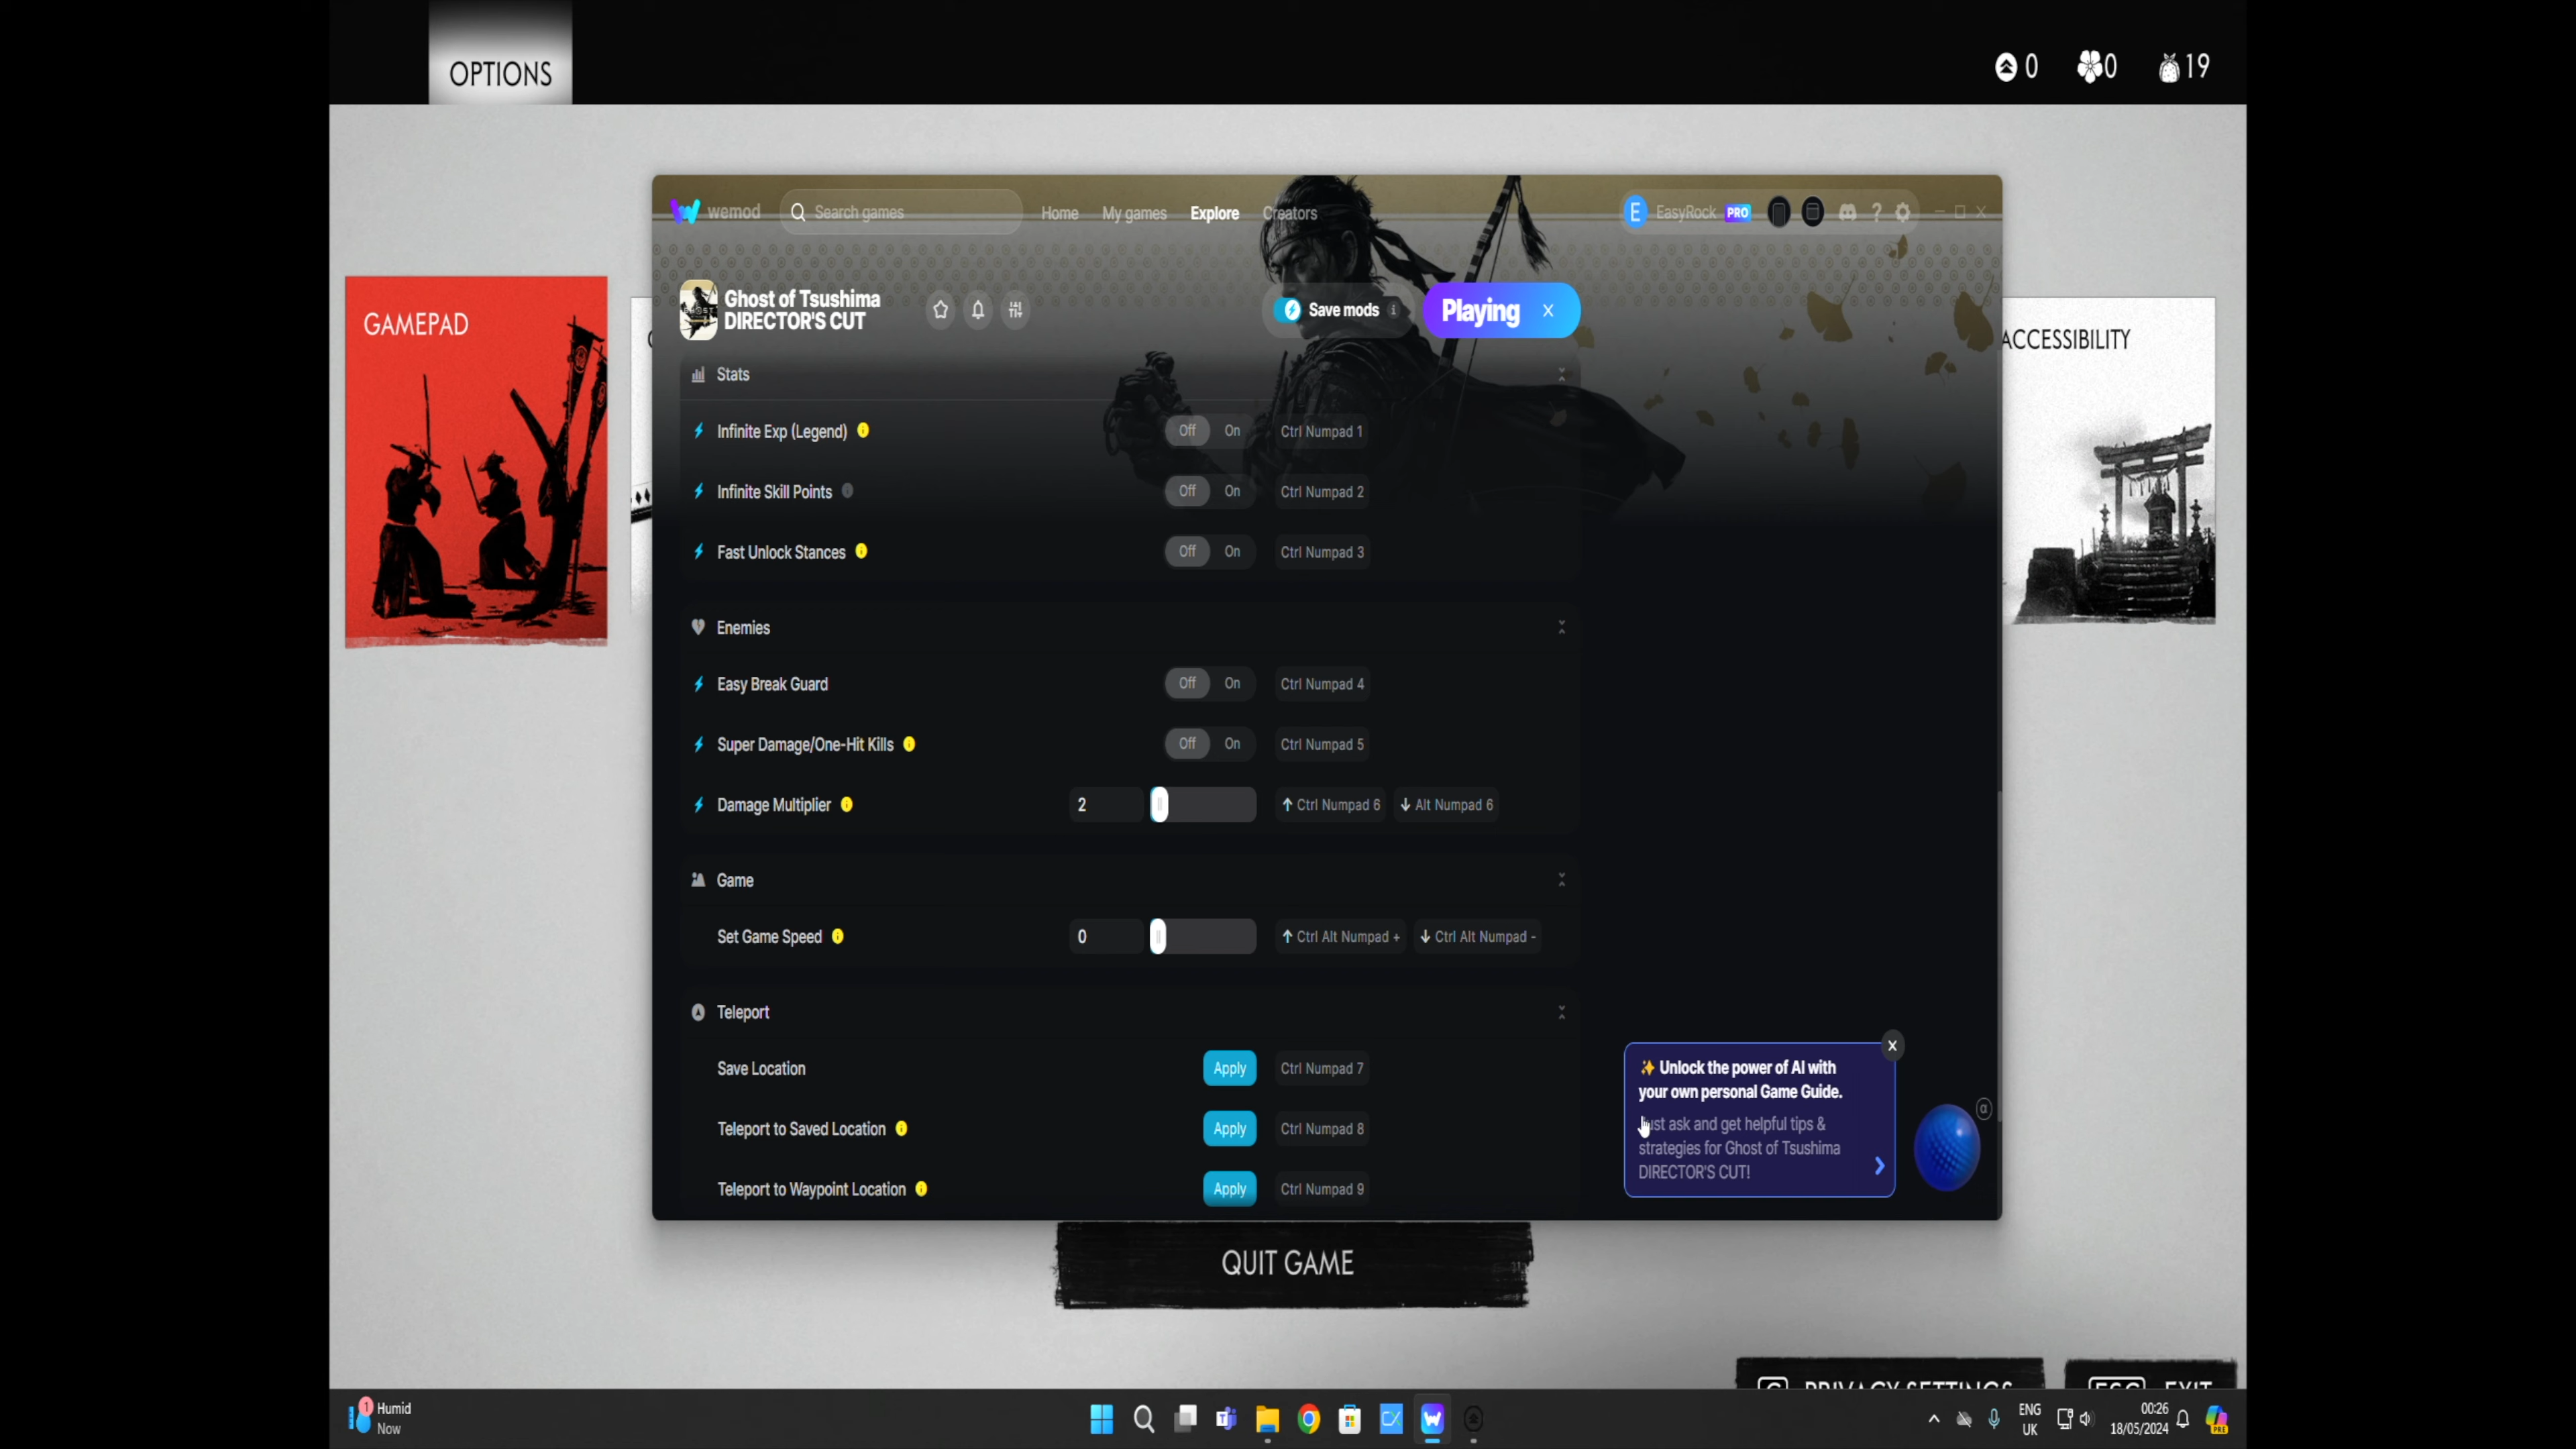 OPTIONS
0 0 19
GAMEPAD
ACCESSIBILITY
wemod
Search games
Home My games Explore Creators
E EasyRock PRO
Ghost of Tsushima
DIRECTOR'S CUT
Save mods
Playing
Stats
Infinite Exp (Legend) Off On Ctrl Numpad 1
Infinite Skill Points Off On Ctrl Numpad 2
Fast Unlock Stances Off On Ctrl Numpad 3
Enemies
Easy Break Guard Off On Ctrl Numpad 4
Super Damage/One-Hit Kills Off On Ctrl Numpad 5
Damage Multiplier 2 Ctrl Numpad 6 Alt Numpad 6
Game
Set Game Speed 0 Ctrl Alt Numpad + Ctrl Alt Numpad -
Teleport
Save Location Apply Ctrl Numpad 7
Teleport to Saved Location Apply Ctrl Numpad 8
Teleport to Waypoint Location Apply Ctrl Numpad 9
✨ Unlock the power of AI with
your own personal Game Guide.
Just ask and get helpful tips &
strategies for Ghost of Tsushima
DIRECTOR'S CUT!
QUIT GAME
PRIVACY SETTINGS
ESC EXIT
1 Humid
Now
ENG
UK
00:26
18/05/2024
PRE